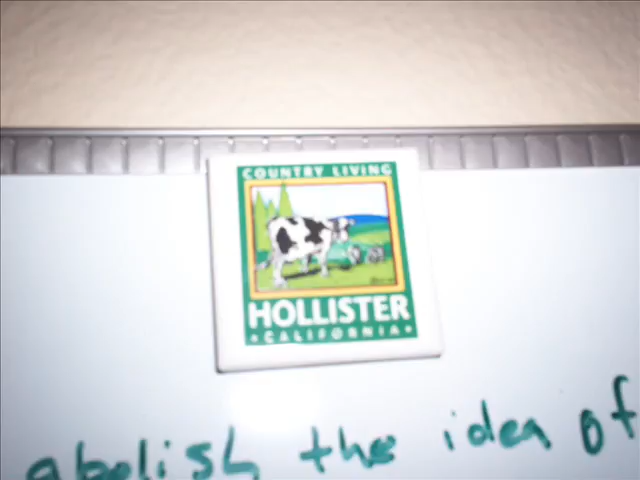 COUNTRY LIVING
HOLLISTER
• CALIFORNIA •
abolish the idea of